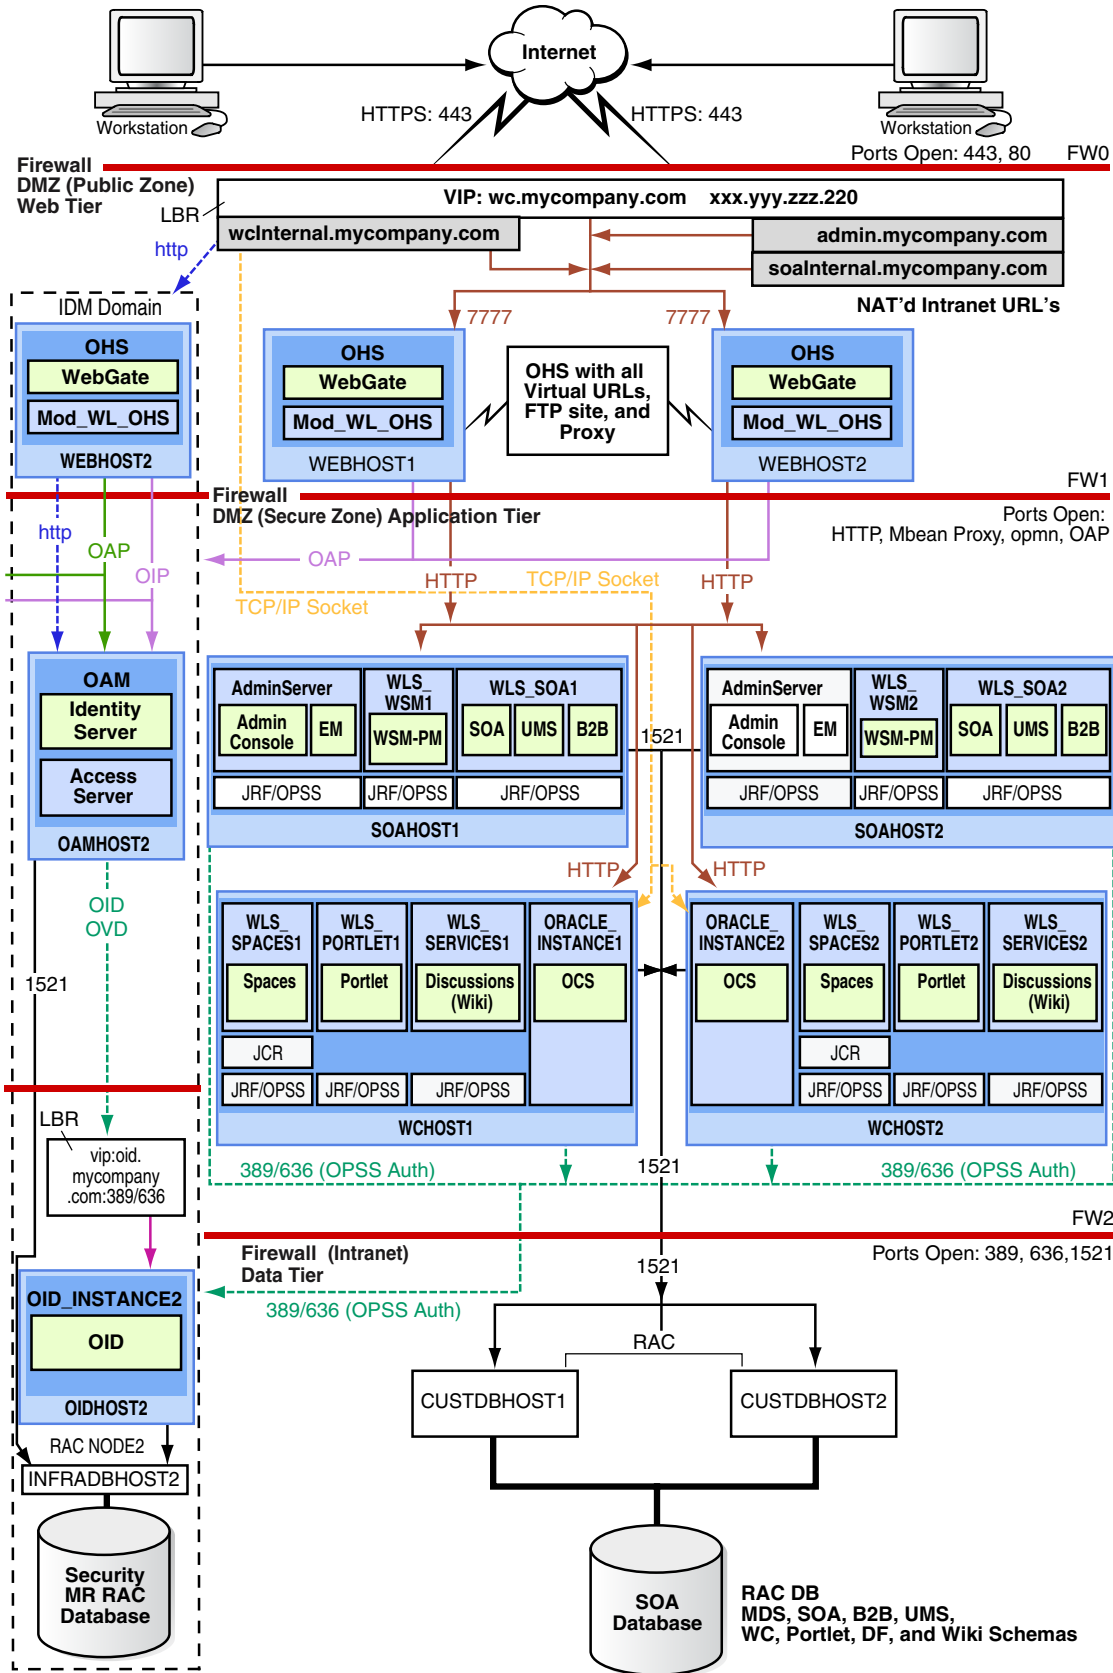 Internet
HTTPS: 443
HTTPS: 443
Workstation
Workstation
Ports Open: 443, 80
FW0
Firewall
DMZ (Public Zone)
Web Tier
VIP: wc.mycompany.com xxx.yyy.zzz.220
LBR
wcInternal.mycompany.com
admin.mycompany.com
soaInternal.mycompany.com
NAT'd Intranet URL's
http
IDM Domain
7777
7777
OHS
WebGate
Mod_WL_OHS
WEBHOST2
OHS
WebGate
Mod_WL_OHS
WEBHOST1
OHS with all
Virtual URLs,
FTP site, and
Proxy
OHS
WebGate
Mod_WL_OHS
WEBHOST2
FW1
Firewall
DMZ (Secure Zone) Application Tier
Ports Open:
HTTP, Mbean Proxy, opmn, OAP
http
OAP
OIP
OAP
HTTP
TCP/IP Socket
HTTP
TCP/IP Socket
OAM
Identity
Server
Access
Server
OAMHOST2
AdminServer
Admin
Console
EM
WLS_
WSM1
WSM-PM
WLS_SOA1
SOA
UMS
B2B
JRF/OPSS
JRF/OPSS
JRF/OPSS
SOAHOST1
1521
AdminServer
Admin
Console
EM
WLS_
WSM2
WSM-PM
WLS_SOA2
SOA
UMS
B2B
JRF/OPSS
JRF/OPSS
JRF/OPSS
SOAHOST2
HTTP
HTTP
OID
OVD
1521
WLS_
SPACES1
Spaces
WLS_
PORTLET1
Portlet
WLS_
SERVICES1
Discussions
(Wiki)
ORACLE_
INSTANCE1
OCS
JCR
JRF/OPSS
JRF/OPSS
JRF/OPSS
WCHOST1
ORACLE_
INSTANCE2
OCS
WLS_
SPACES2
Spaces
WLS_
PORTLET2
Portlet
WLS_
SERVICES2
Discussions
(Wiki)
JCR
JRF/OPSS
JRF/OPSS
JRF/OPSS
WCHOST2
LBR
vip:oid.
mycompany
.com:389/636
389/636 (OPSS Auth)
1521
389/636 (OPSS Auth)
FW2
Firewall (Intranet)
Data Tier
Ports Open: 389, 636,1521
1521
389/636 (OPSS Auth)
OID_INSTANCE2
OID
OIDHOST2
RAC
CUSTDBHOST1
CUSTDBHOST2
RAC NODE2
INFRADBHOST2
Security
MR RAC
Database
SOA
Database
RAC DB
MDS, SOA, B2B, UMS,
WC, Portlet, DF, and Wiki Schemas